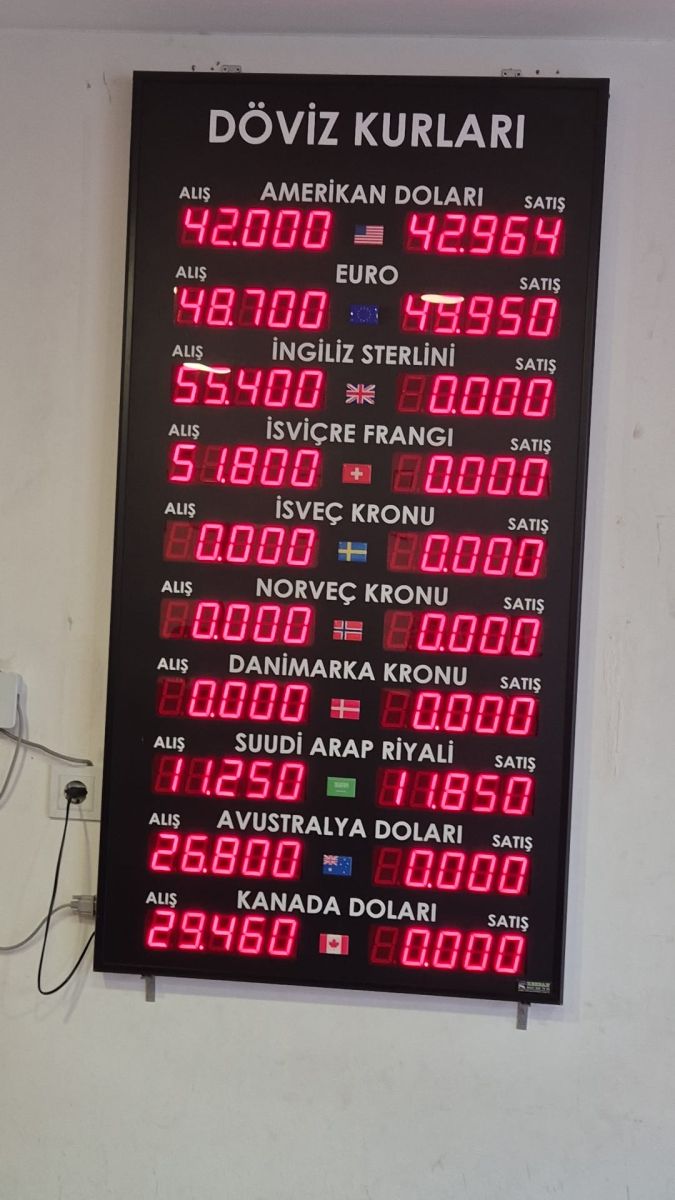 DÖVİZ KURLARI
ALIŞ AMERİKAN DOLARI SATIŞ
42.000 42.964
ALIŞ EURO SATIŞ
48.700 49.950
ALIŞ İNGİLİZ STERLİNİ SATIŞ
55.400 0.000
ALIŞ İSVİÇRE FRANGI SATIŞ
51.800 0.000
ALIŞ İSVEÇ KRONU SATIŞ
0.000 0.000
ALIŞ NORVEÇ KRONU SATIŞ
0.000 0.000
ALIŞ DANİMARKA KRONU SATIŞ
0.000 0.000
ALIŞ SUUDİ ARAP RİYALİ SATIŞ
11.250 11.850
ALIŞ AVUSTRALYA DOLARI SATIŞ
26.800 0.000
ALIŞ KANADA DOLARI SATIŞ
29.460 0.000